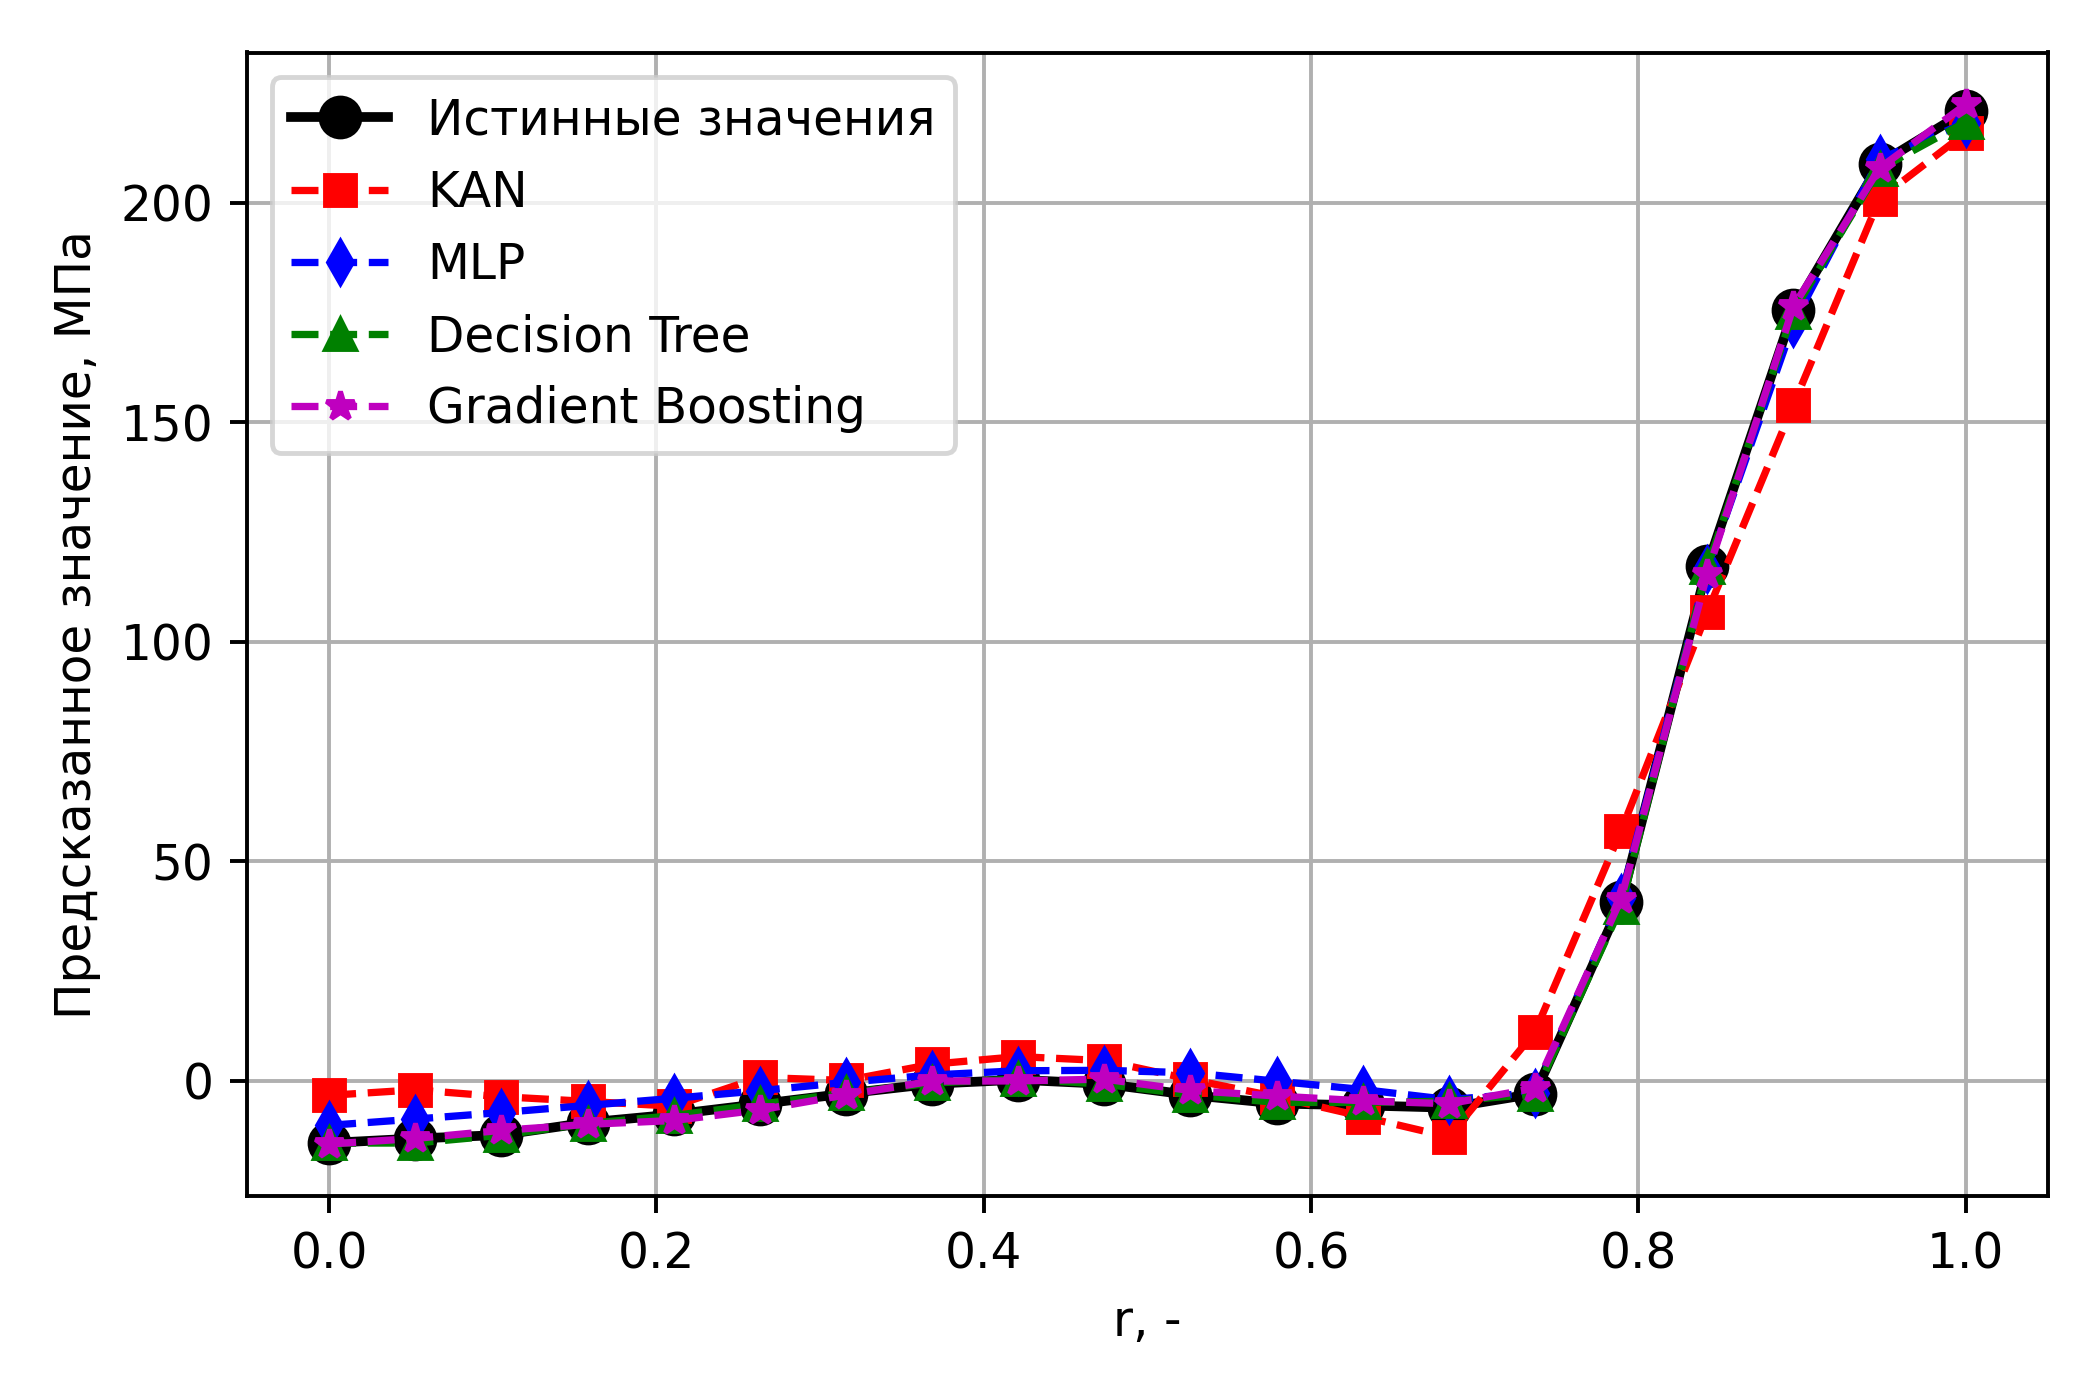 Истинные значения
KAN
MLP
Decision Tree
Gradient Boosting
Предсказанное значение, МПа
200
150
100
50
0
0.0 0.2 0.4 0.6 0.8 1.0
r, -